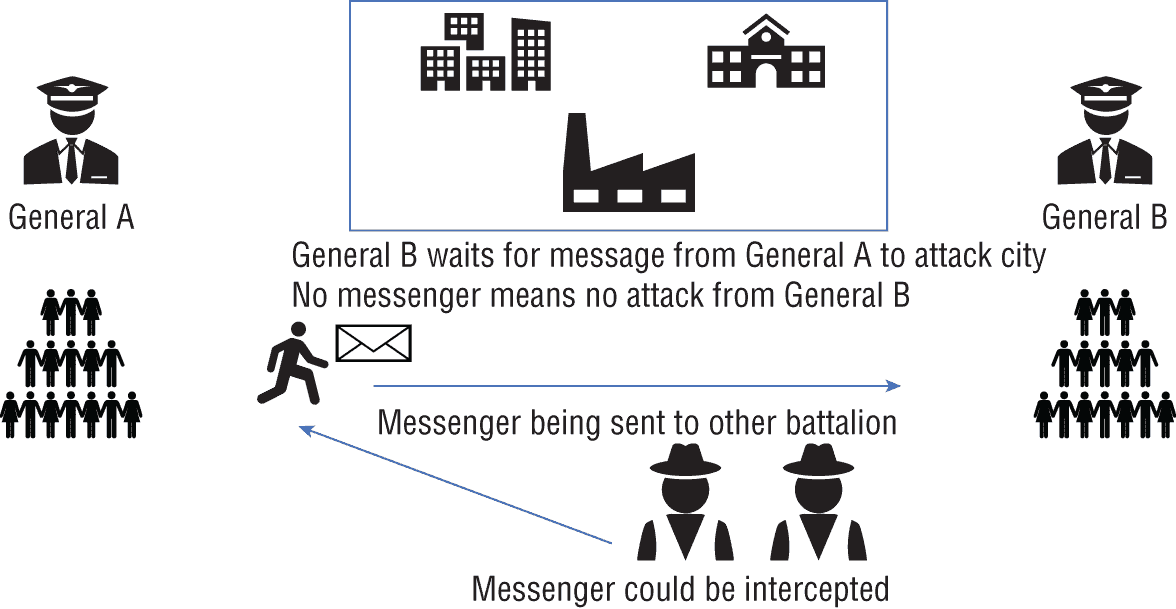 General A
General B
General B waits for message from General A to attack city
No messenger means no attack from General B
Messenger being sent to other battalion
Messenger could be intercepted